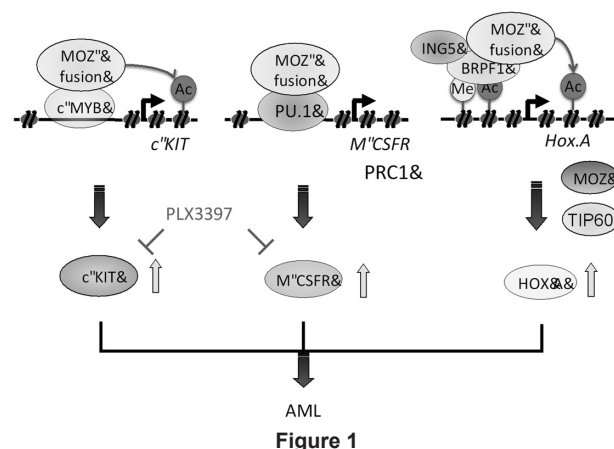 MOZ"&
fusion&
c"MYB&
Ac
c"KIT
MOZ"&
fusion&
PU.1&
M"CSFR
PRC1&
ING5&
MOZ"&
fusion&
BRPF1&
Me
Ac
Ac
Hox.A
MOZ&
TIP60
PLX3397
c"KIT&
M"CSFR&
HOX&A&
AML
Figure 1